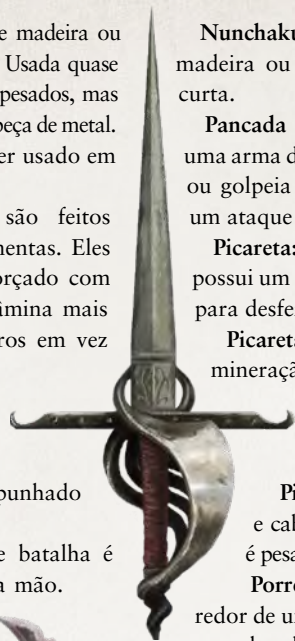 e madeira ou
Usada quase
pesados, mas
peça de metal.
er usado em
são feitos
mentas. Eles
orçado com
âmina mais
ros em vez
punhado
e batalha é
a mão.
Nunchaku
madeira ou
curta.
Pancada
uma arma d
ou golpeia
um ataque
Picareta:
possui um
para desfe
Picareta
mineraçã
Pi
e cab
é pesa
Porre
redor de u